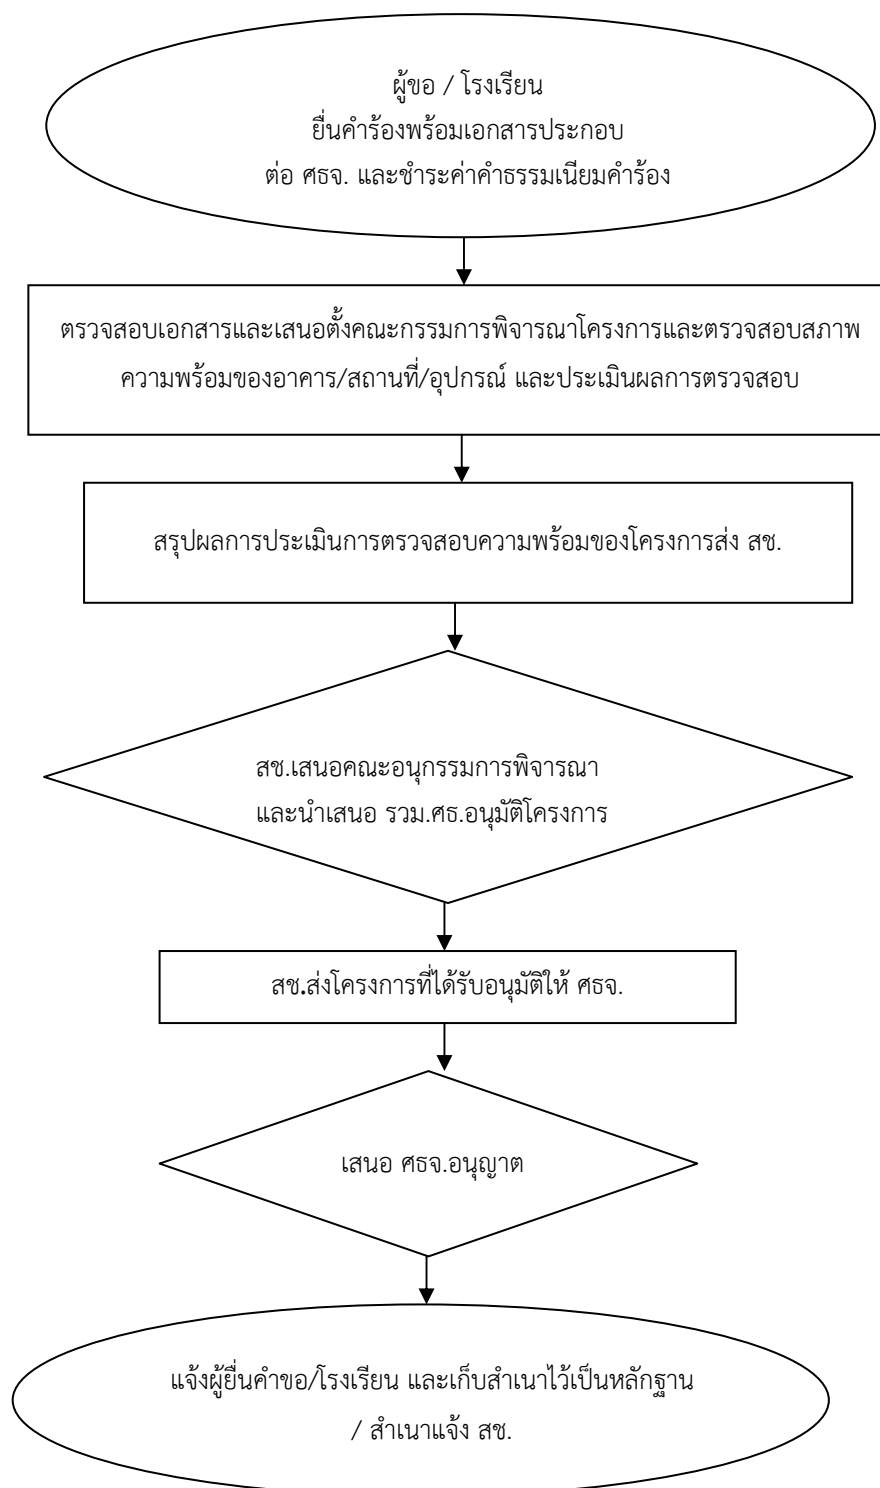 ผู้ขอ / โรงเรียน
ยื่นคำร้องพร้อมเอกสารประกอบ
ต่อ ศธจ. และชำระค่าคำธรรมเนียมคำร้อง
ตรวจสอบเอกสารและเสนอตั้งคณะกรรมการพิจารณาโครงการและตรวจสอบสภาพ
ความพร้อมของอาคาร/สถานที่/อุปกรณ์ และประเมินผลการตรวจสอบ
สรุปผลการประเมินการตรวจสอบความพร้อมของโครงการส่ง สช.
สช.เสนอคณะอนุกรรมการพิจารณา
และนำเสนอ รวม.ศธ.อนุมัติโครงการ
สช.ส่งโครงการที่ได้รับอนุมัติให้ ศธจ.
เสนอ ศธจ.อนุญาต
แจ้งผู้ยื่นคำขอ/โรงเรียน และเก็บสำเนาไว้เป็นหลักฐาน
/ สำเนาแจ้ง สช.